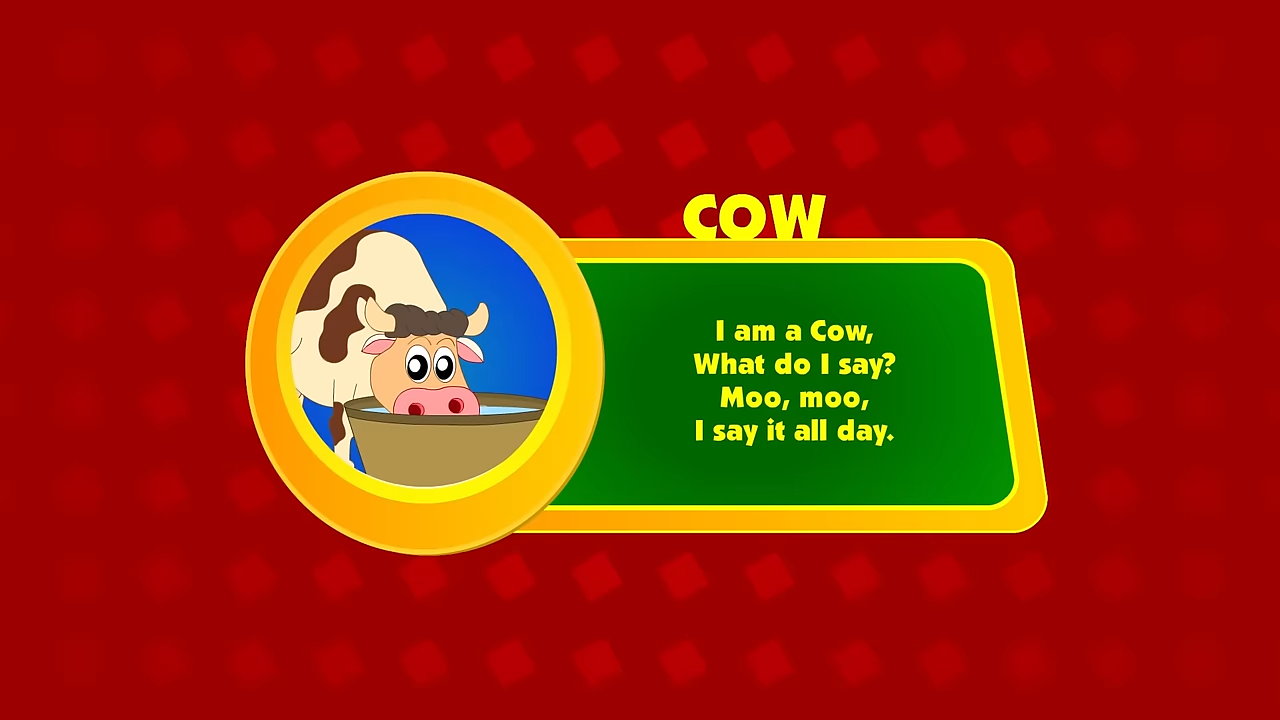 COW
I am a Cow,
What do I say?
Moo, moo,
I say it all day.